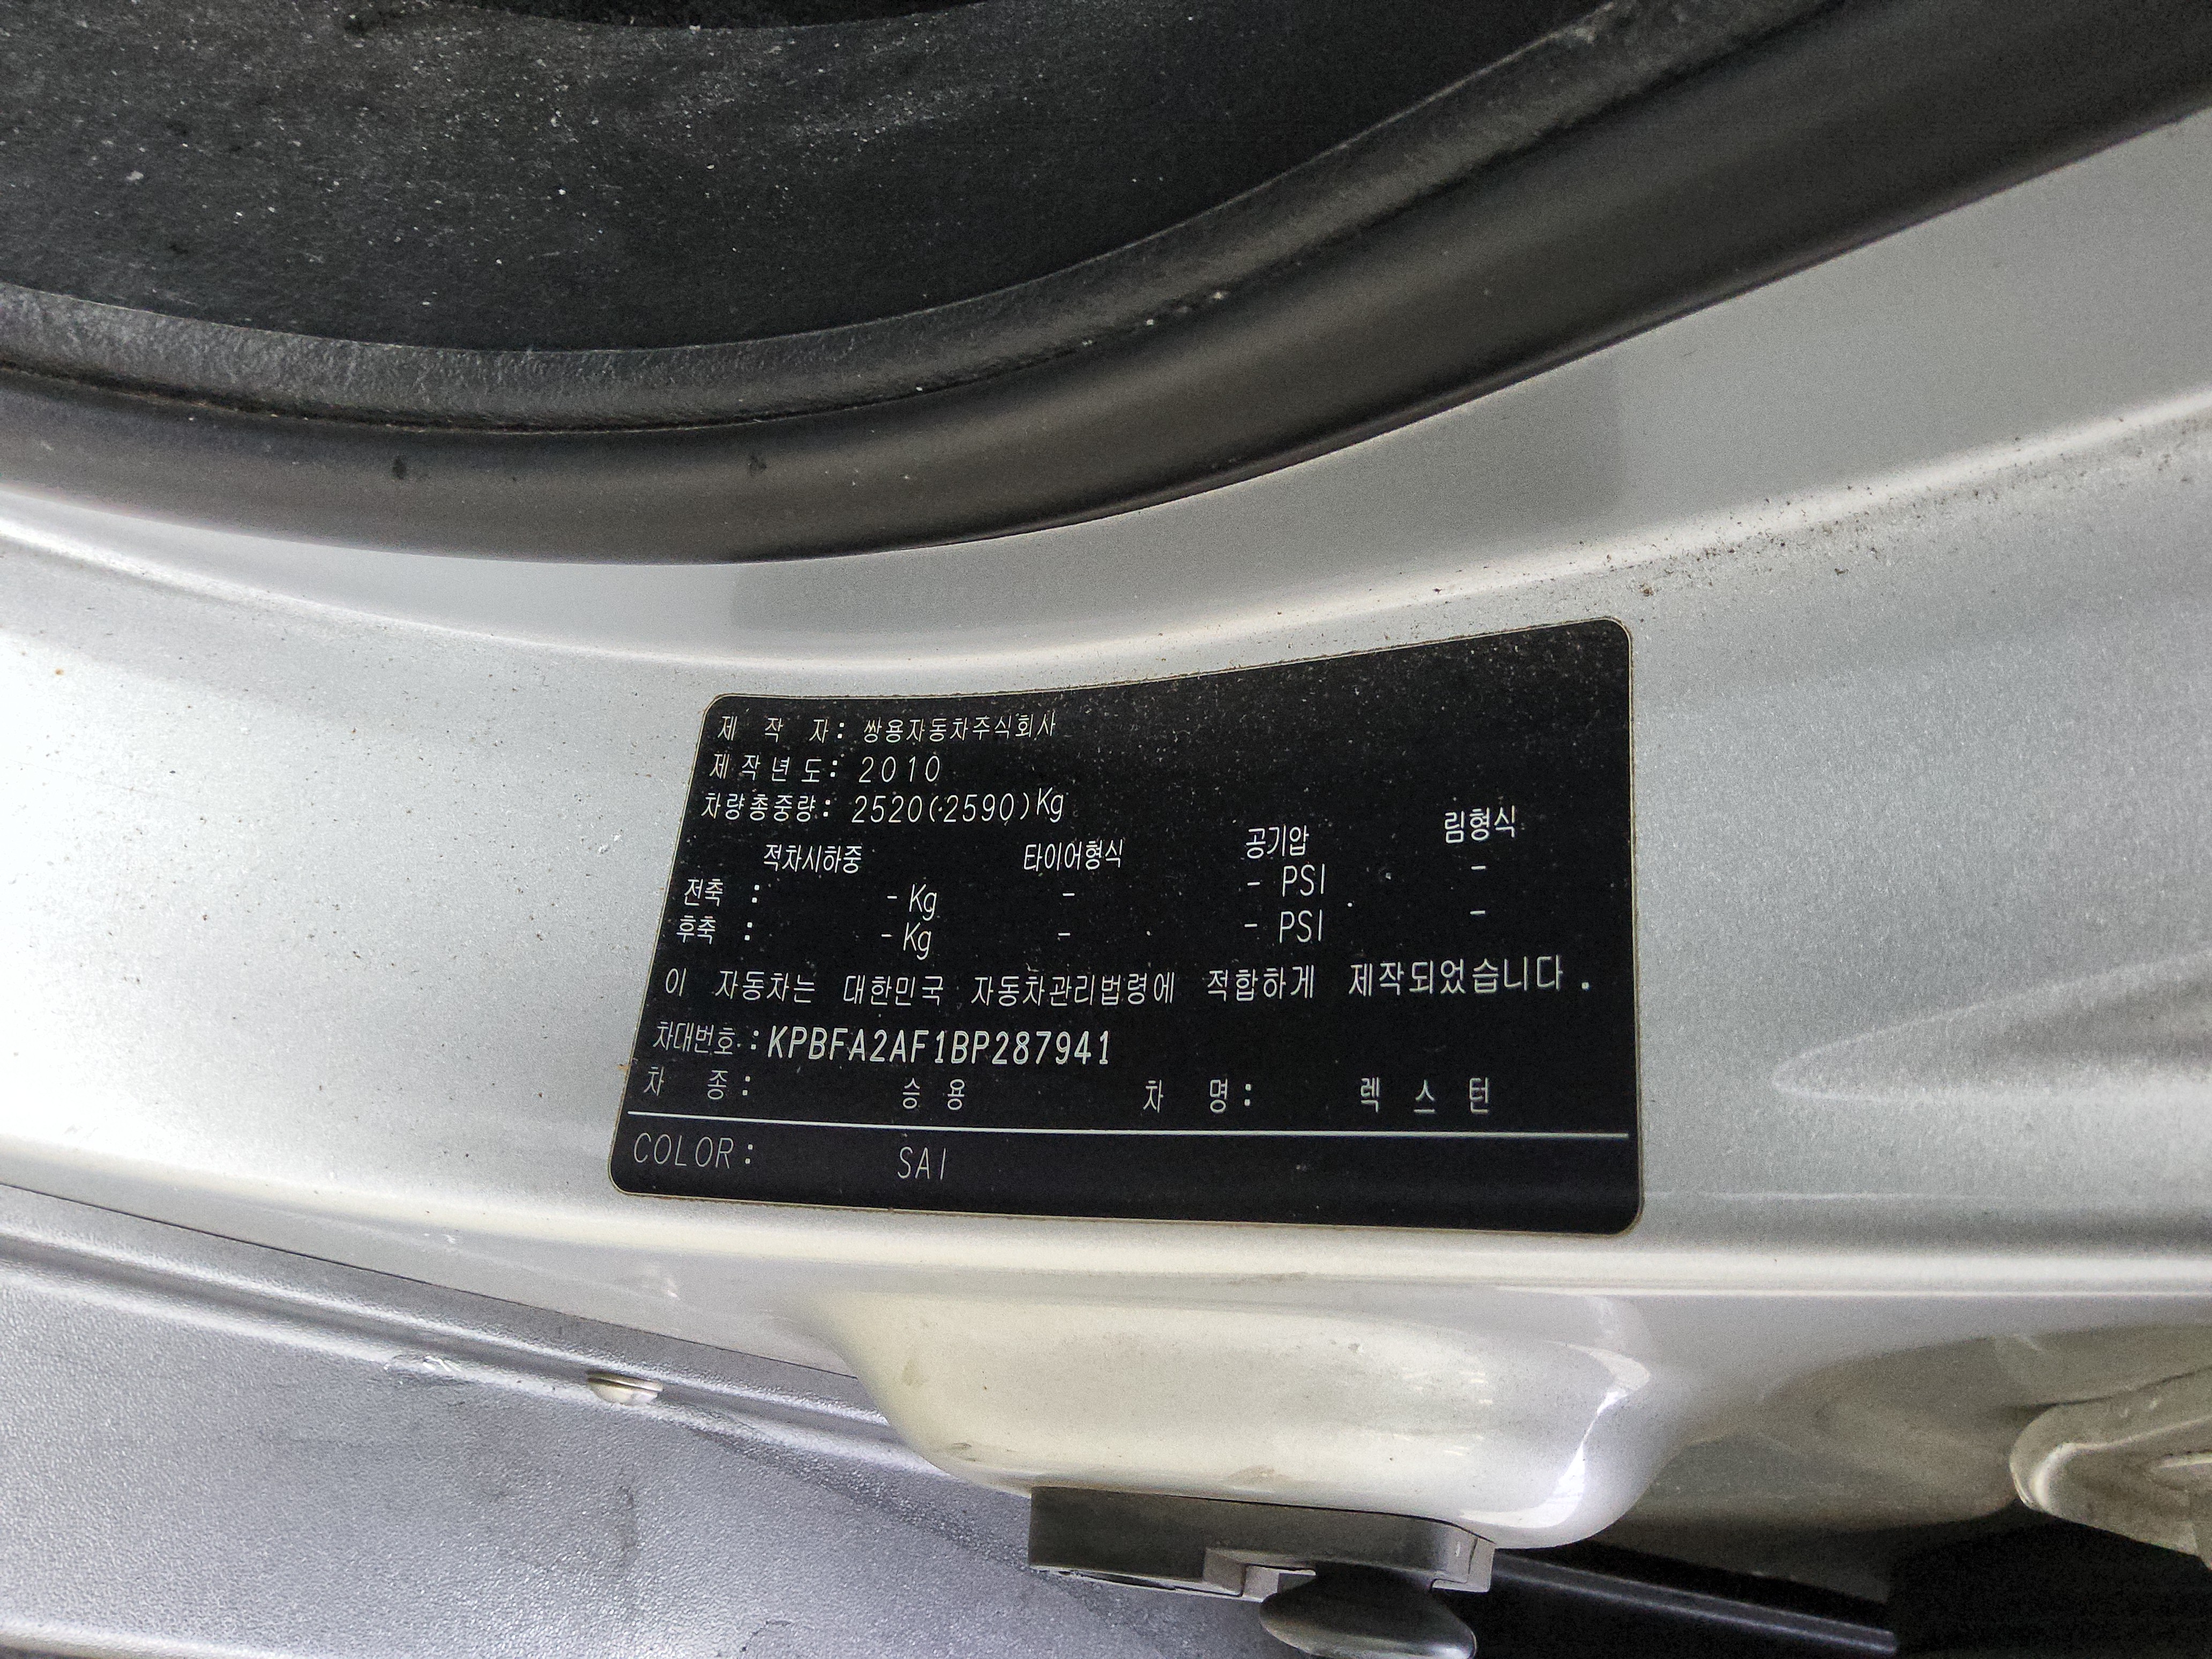 제 작 자: 쌍용자동차주식회사
제작년도: 2010
차량총중량: 2520(2590)Kg
적차시하중 타이어형식 공기압 림형식
전축 : - Kg - - PSI -
후축 : - Kg - - PSI -
이 자동차는 대한민국 자동차관리법령에 적합하게 제작되었습니다.
차대번호:KPBFA2AF1BP287941
차 종: 승 용 차 명: 렉 스 턴
COLOR: SAI